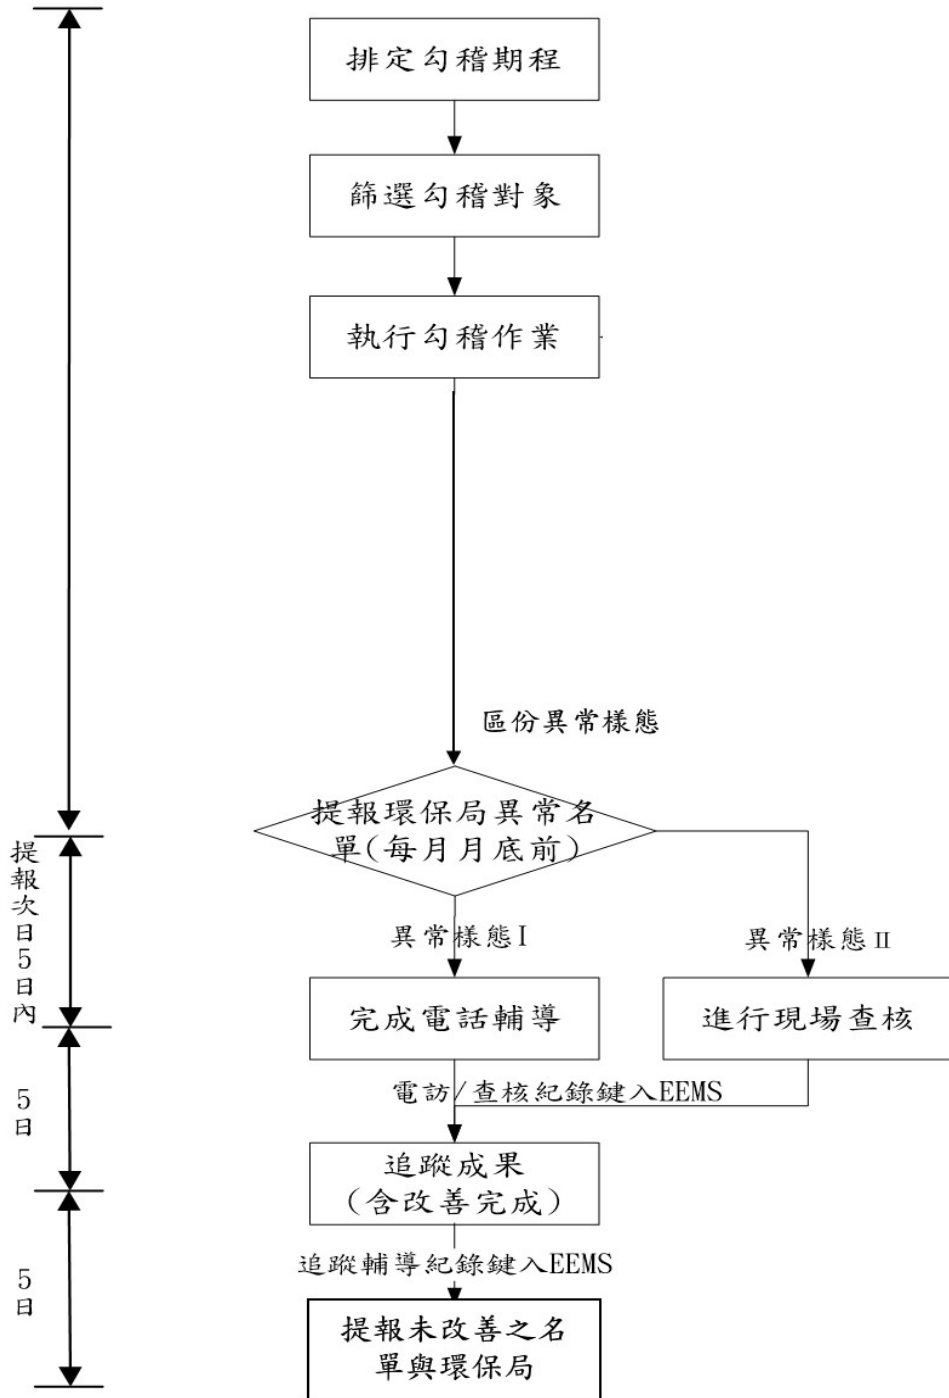 排定勾稽期程
篩選勾稽對象
執行勾稽作業
區份異常樣態
提報環保局異常名
單(每月月底前)
提報次日5日內
異常樣態I
異常樣態II
完成電話輔導
進行現場查核
5日
電訪/查核紀錄鍵入EEMS
追蹤成果
(含改善完成)
5日
追蹤輔導紀錄鍵入EEMS
提報未改善之名
單與環保局